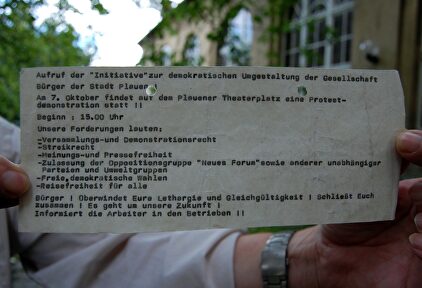 Aufruf der "Initiative"zur demokratischen Umgestaltung der Gesellschaft
Bürger der Stadt Plauen
Am 7. Oktober findet auf dem Plauener Theaterplatz eine Protest-
demonstration statt !!
Beginn : 15.00 Uhr
Unsere Forderungen lauten:
-Versammlungs-und Demonstrationsrecht
-Streikrecht
-Meinungs-und Pressefreiheit
-Zulassung der Oppositionsgruppe "Neues Forum"sowie anderer unabhängiger
Parteien und Umweltgruppen
-Freie,demokratische Wahlen
-Reisefreiheit für alle
Bürger ! Überwindet Eure Lethargie und Gleichgültigkeit ! Schließt Euch
zusammen ! Es geht um unsere Zukunft !
Informiert die Arbeiter in den Betrieben !!